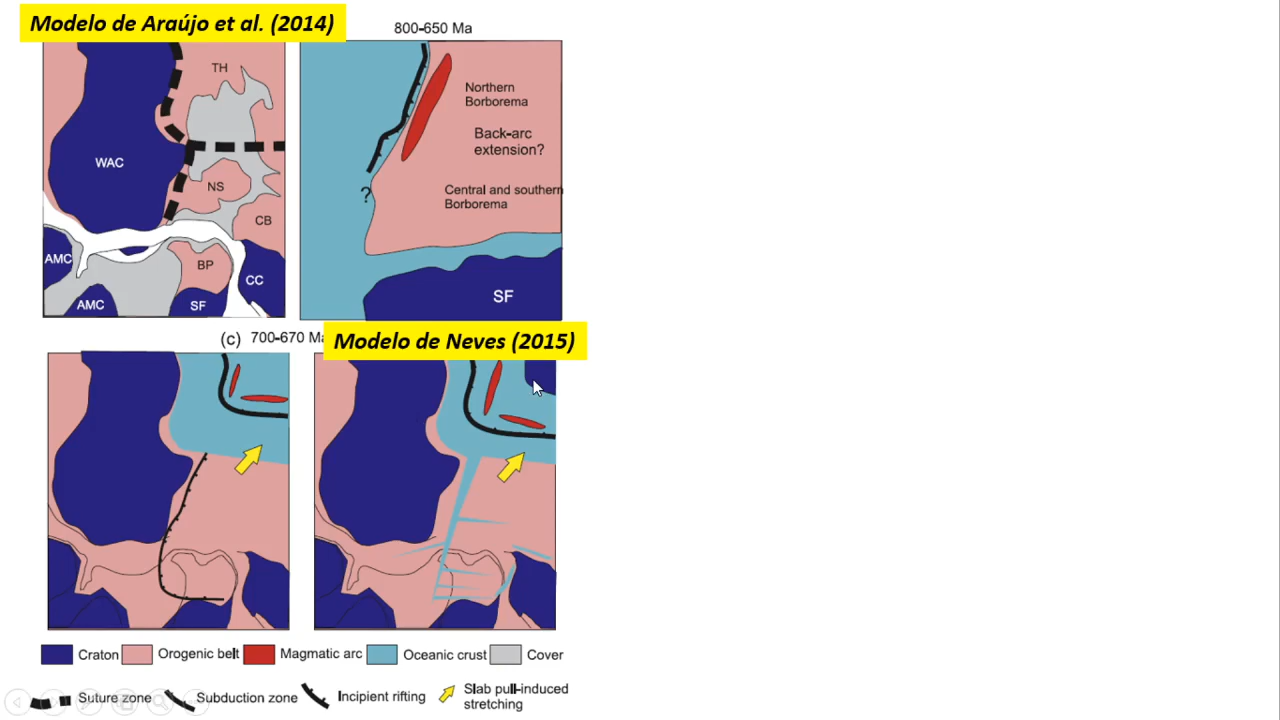 Modelo de Araújo et al. (2014)
800-650 Ma
TH
WAC
NS
CB
AMC
BP
CC
AMC
SF
Northern
Borborema
Back-arc
extension?
?
Central and southern
Borborema
SF
(c) 700-670 Ma
Modelo de Neves (2015)
Craton
Orogenic belt
Magmatic arc
Oceanic crust
Cover
Suture zone
Subduction zone
Incipient rifting
Slab pull-induced
stretching